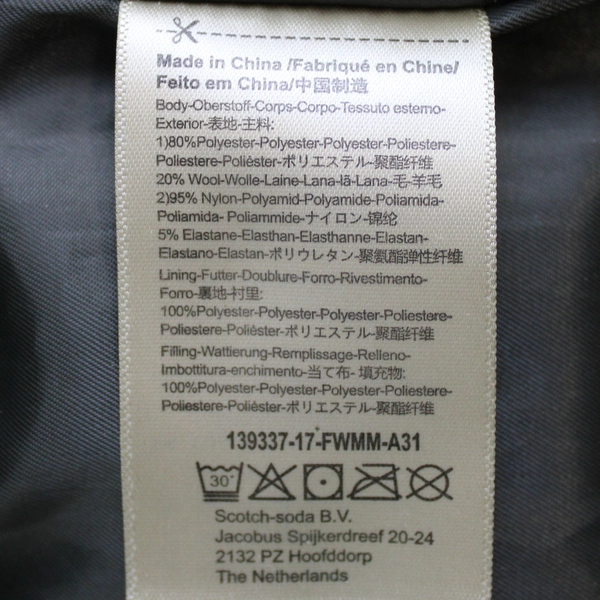 Made in China /Fabriqué en Chine/
Feito em China/中国制造
Body-Oberstoff-Corps-Corpo-Tessuto esterno-
Exterior-表地-主料:
1)80%Polyester-Polyester-Polyester-Poliestere-
Poliestere-Poliéster-ポリエステル-聚酯纤维
20% Wool-Wolle-Laine-Lana-lã-Lana-毛-羊毛
2)95% Nylon-Polyamid-Polyamide-Poliamida-
Poliamida- Poliammide-ナイロン-锦纶
5% Elastane-Elasthan-Elasthanne-Elastan-
Elastano-Elastan-ポリウレタン-聚氨酯弹性纤维
Lining-Futter-Doublure-Forro-Rivestimento-
Forro-裏地-衬里:
100%Polyester-Polyester-Polyester-Poliestere-
Poliestere-Poliéster-ポリエステル-聚酯纤维
Filling-Wattierung-Remplissage-Relleno-
Imbottitura-enchimento-当て布- 填充物:
100%Polyester-Polyester-Polyester-Poliestere-
Poliestere-Poliéster-ポリエステル-聚酯纤维
139337-17-FWMM-A31
30°
Scotch-soda B.V.
Jacobus Spijkerdreef 20-24
2132 PZ Hoofddorp
The Netherlands